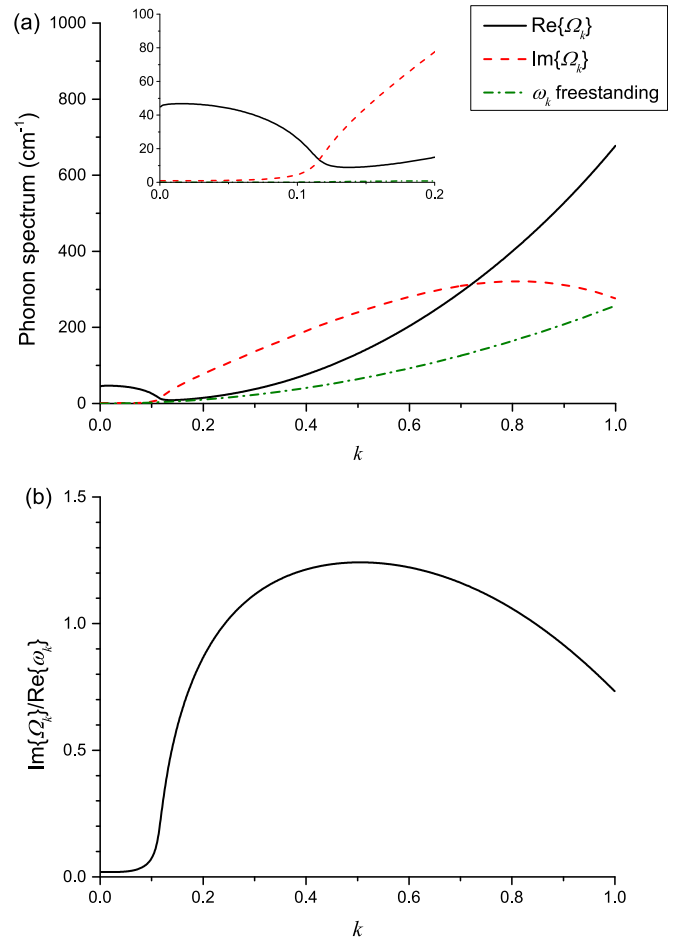 (a)
1000
800
600
400
200
0
Phonon spectrum (cm⁻¹)
0.0 0.2 0.4 0.6 0.8 1.0
k
100
80
60
40
20
0
0.0 0.1 0.2
Re{Ωₖ}
Im{Ωₖ}
ωₖ freestanding
(b)
1.5
1.0
0.5
0.0
Im{Ωₖ}/Re{ωₖ}
0.0 0.2 0.4 0.6 0.8 1.0
k